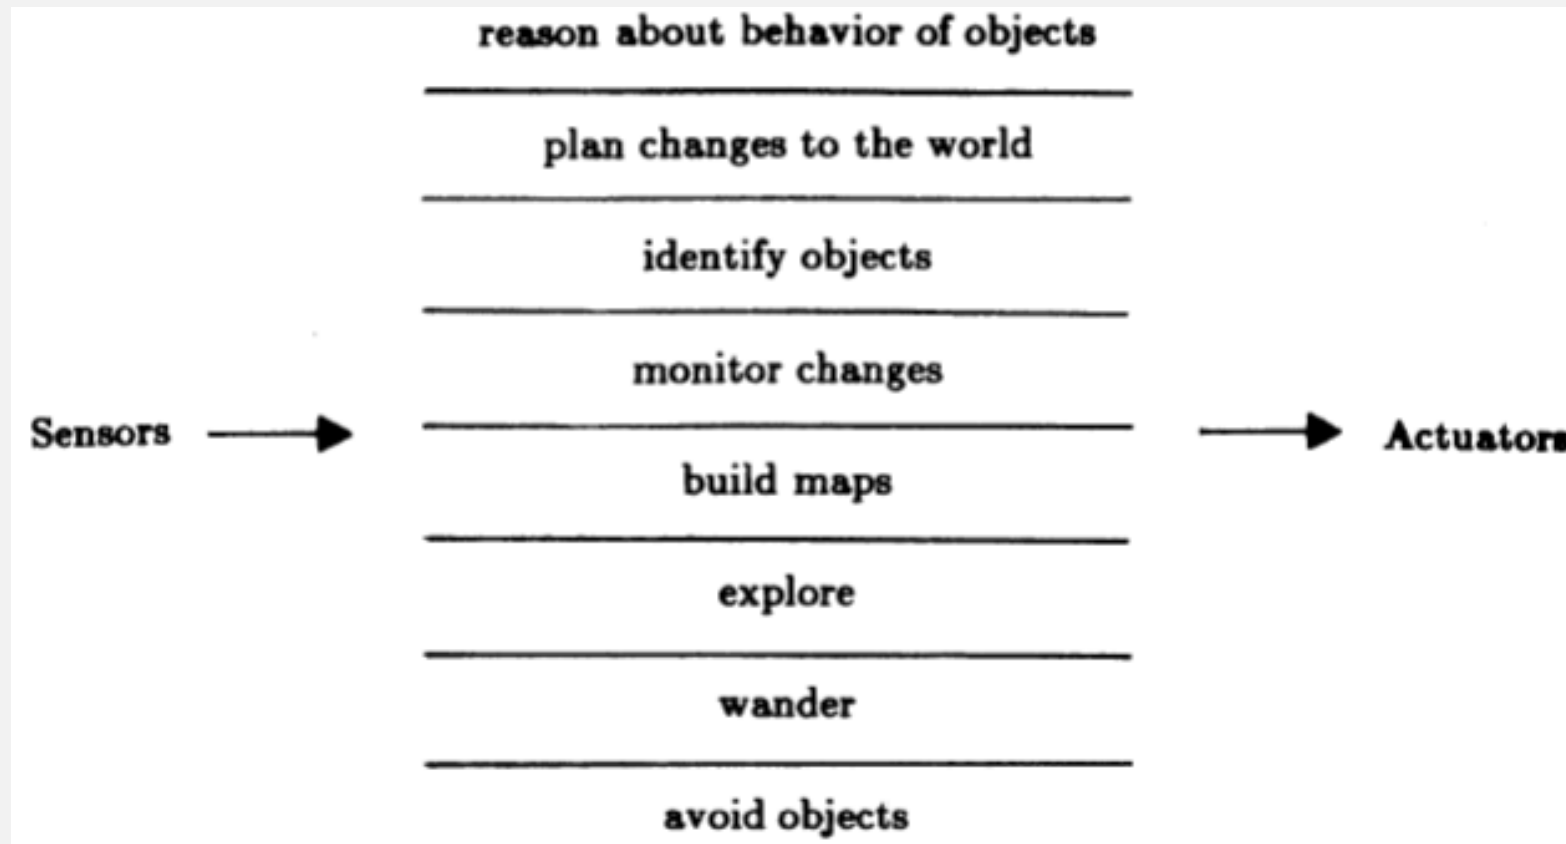 reason about behavior of objects
plan changes to the world
identify objects
monitor changes
Sensors
Actuators
build maps
explore
wander
avoid objects